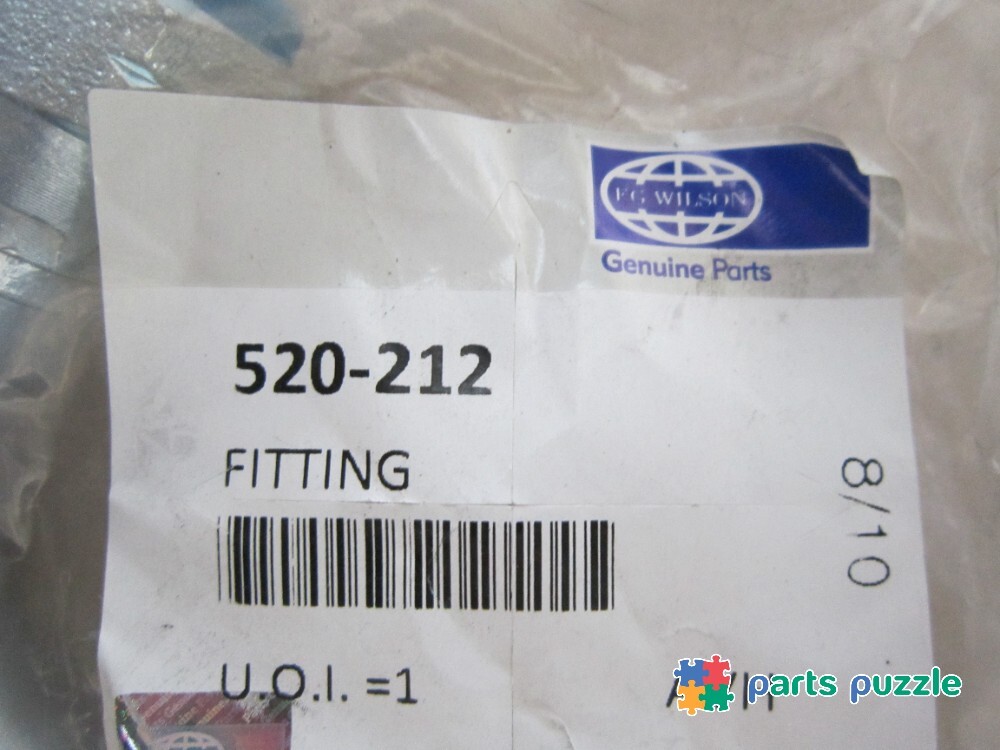 FG WILSON
Genuine Parts
520-212
FITTING
8/10
U.O.I. =1
parts puzzle